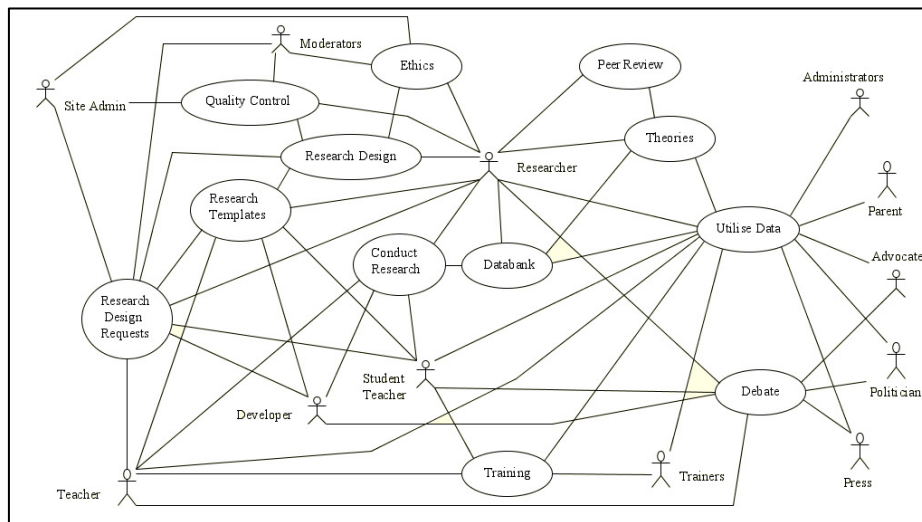 Moderators
Ethics
Peer Review
Administrators
Site Admin
Quality Control
Theories
Research Design
Researcher
Research
Templates
Parent
Utilise Data
Conduct
Research
Databank
Advocate
Research
Design
Requests
Student
Teacher
Politician
Debate
Developer
Training
Trainers
Teacher
Press